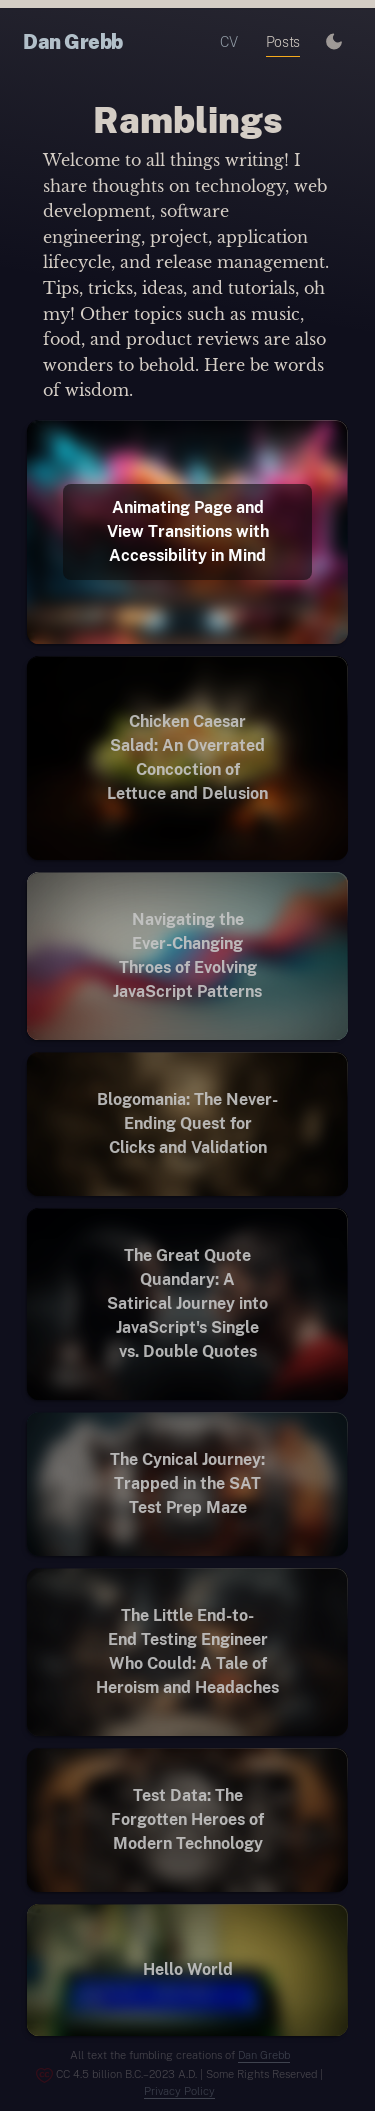 Dan Grebb
CV
Posts
Ramblings
Welcome to all things writing! I
share thoughts on technology, web
development, software
engineering, project, application
lifecycle, and release management.
Tips, tricks, ideas, and tutorials, oh
my! Other topics such as music,
food, and product reviews are also
wonders to behold. Here be words
of wisdom.
Animating Page and
View Transitions with
Accessibility in Mind
Chicken Caesar
Salad: An Overrated
Concoction of
Lettuce and Delusion
Navigating the
Ever-Changing
Throes of Evolving
JavaScript Patterns
Blogomania: The Never-
Ending Quest for
Clicks and Validation
The Great Quote
Quandary: A
Satirical Journey into
JavaScript's Single
vs. Double Quotes
The Cynical Journey:
Trapped in the SAT
Test Prep Maze
The Little End-to-
End Testing Engineer
Who Could: A Tale of
Heroism and Headaches
Test Data: The
Forgotten Heroes of
Modern Technology
Hello World
All text the fumbling creations of Dan Grebb
CC 4.5 billion B.C.–2023 A.D. | Some Rights Reserved |
Privacy Policy